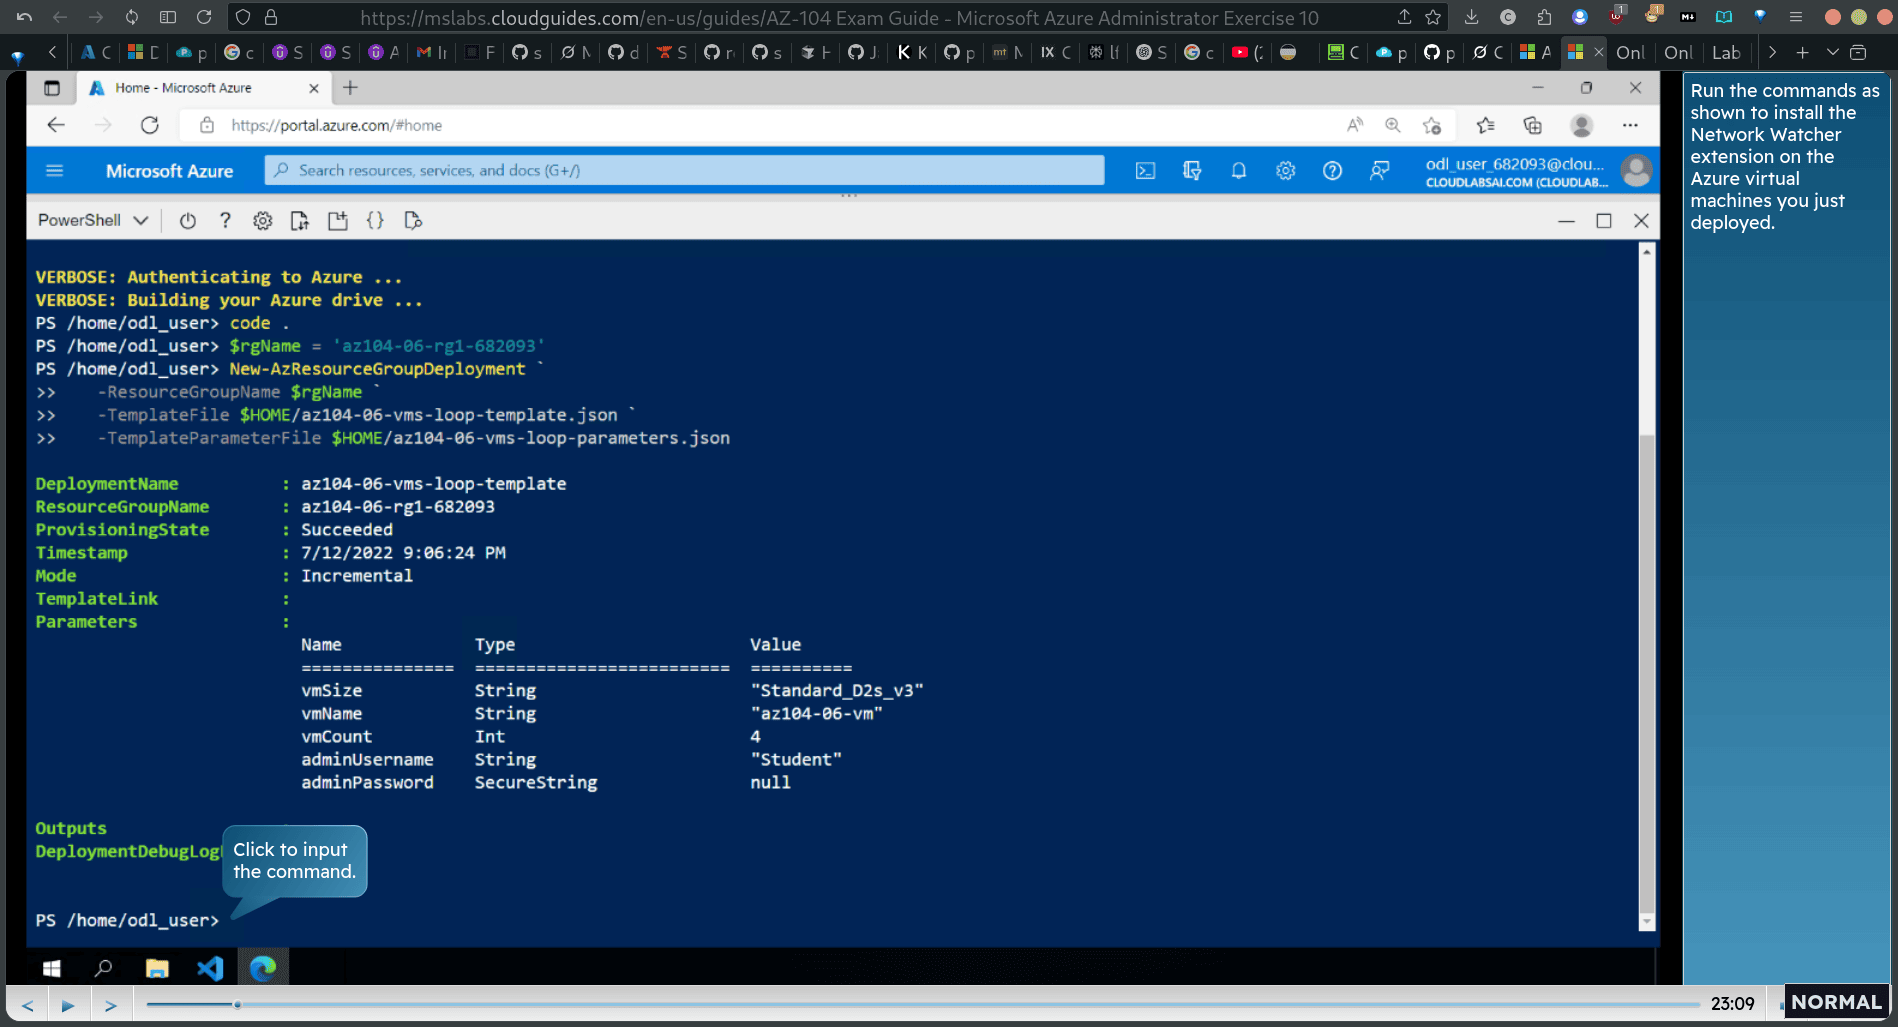 https://mslabs.cloudguides.com/en-us/guides/AZ-104 Exam Guide - Microsoft Azure Administrator Exercise 10
Onl
Onl
Lab
Home - Microsoft Azure
https://portal.azure.com/#home
Microsoft Azure
Search resources, services, and docs (G+/)
odl_user_682093@clou...
CLOUDLABSAI.COM (CLOUDLAB...
PowerShell
VERBOSE: Authenticating to Azure ...
VERBOSE: Building your Azure drive ...
PS /home/odl_user> code .
PS /home/odl_user> $rgName = 'az104-06-rg1-682093'
PS /home/odl_user> New-AzResourceGroupDeployment `
>>    -ResourceGroupName $rgName `
>>    -TemplateFile $HOME/az104-06-vms-loop-template.json `
>>    -TemplateParameterFile $HOME/az104-06-vms-loop-parameters.json
DeploymentName : az104-06-vms-loop-template
ResourceGroupName : az104-06-rg1-682093
ProvisioningState : Succeeded
Timestamp : 7/12/2022 9:06:24 PM
Mode : Incremental
TemplateLink :
Parameters :
Name Type Value
=============== ========================= ==========
vmSize String "Standard_D2s_v3"
vmName String "az104-06-vm"
vmCount Int 4
adminUsername String "Student"
adminPassword SecureString null
Outputs
DeploymentDebugLog
Click to input
the command.
PS /home/odl_user>
Run the commands as
shown to install the
Network Watcher
extension on the
Azure virtual
machines you just
deployed.
23:09
NORMAL